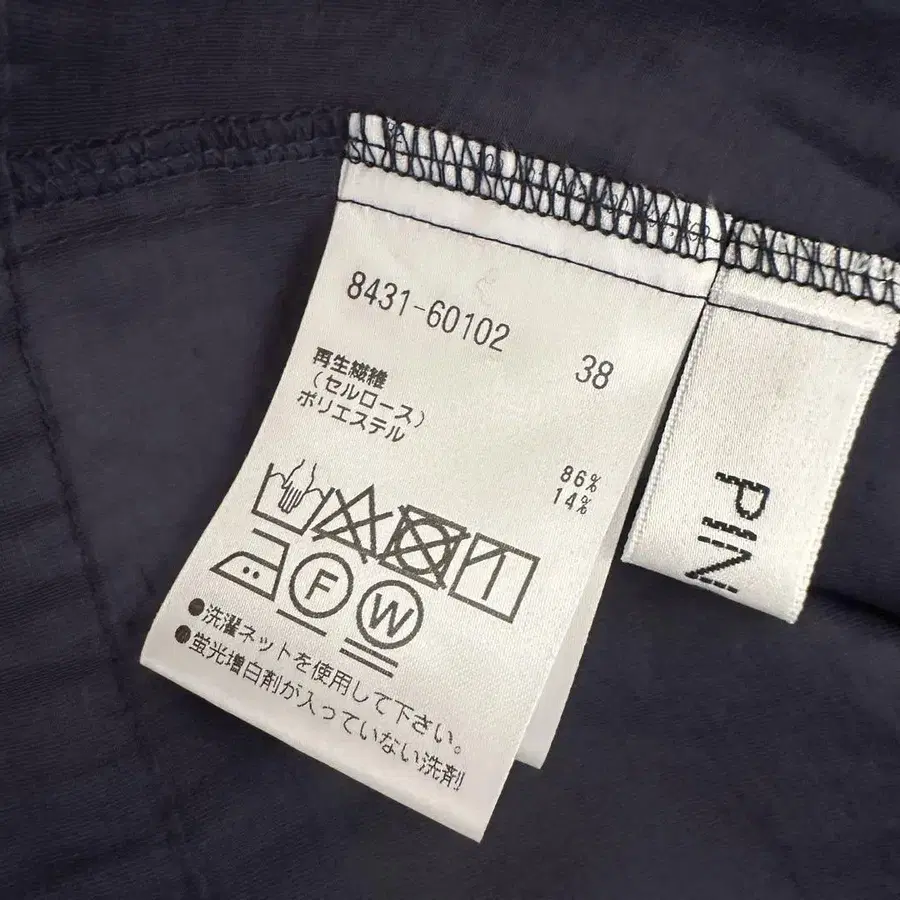 8431-60102
38
再生繊維
(セルロース)
ポリエステル
86%
14%
F
W
●洗濯ネットを使用して下さい。
●蛍光増白剤が入っていない洗剤
PIN